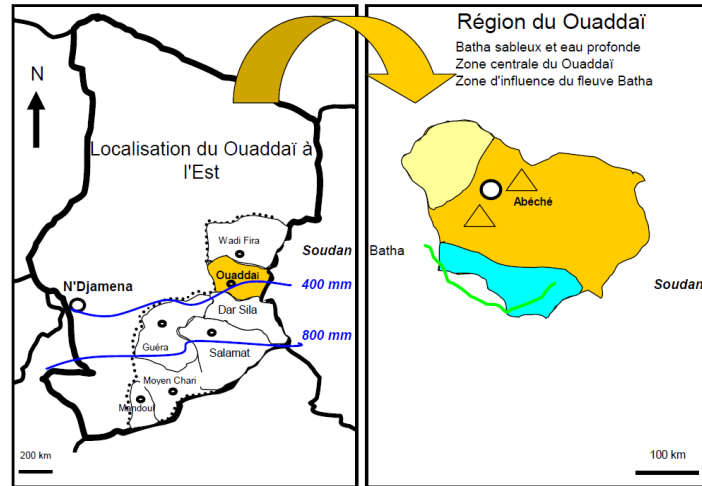 N
Localisation du Ouaddaï à
l'Est
Wadi Fira
Soudan
Ouaddaï
400 mm
N'Djamena
Dar Sila
800 mm
Guéra
Salamat
Moyen Chari
Mandoul
200 km
Région du Ouaddaï
Batha sableux et eau profonde
Zone centrale du Ouaddaï
Zone d'influence du fleuve Batha
Abéché
Batha
Soudan
100 km